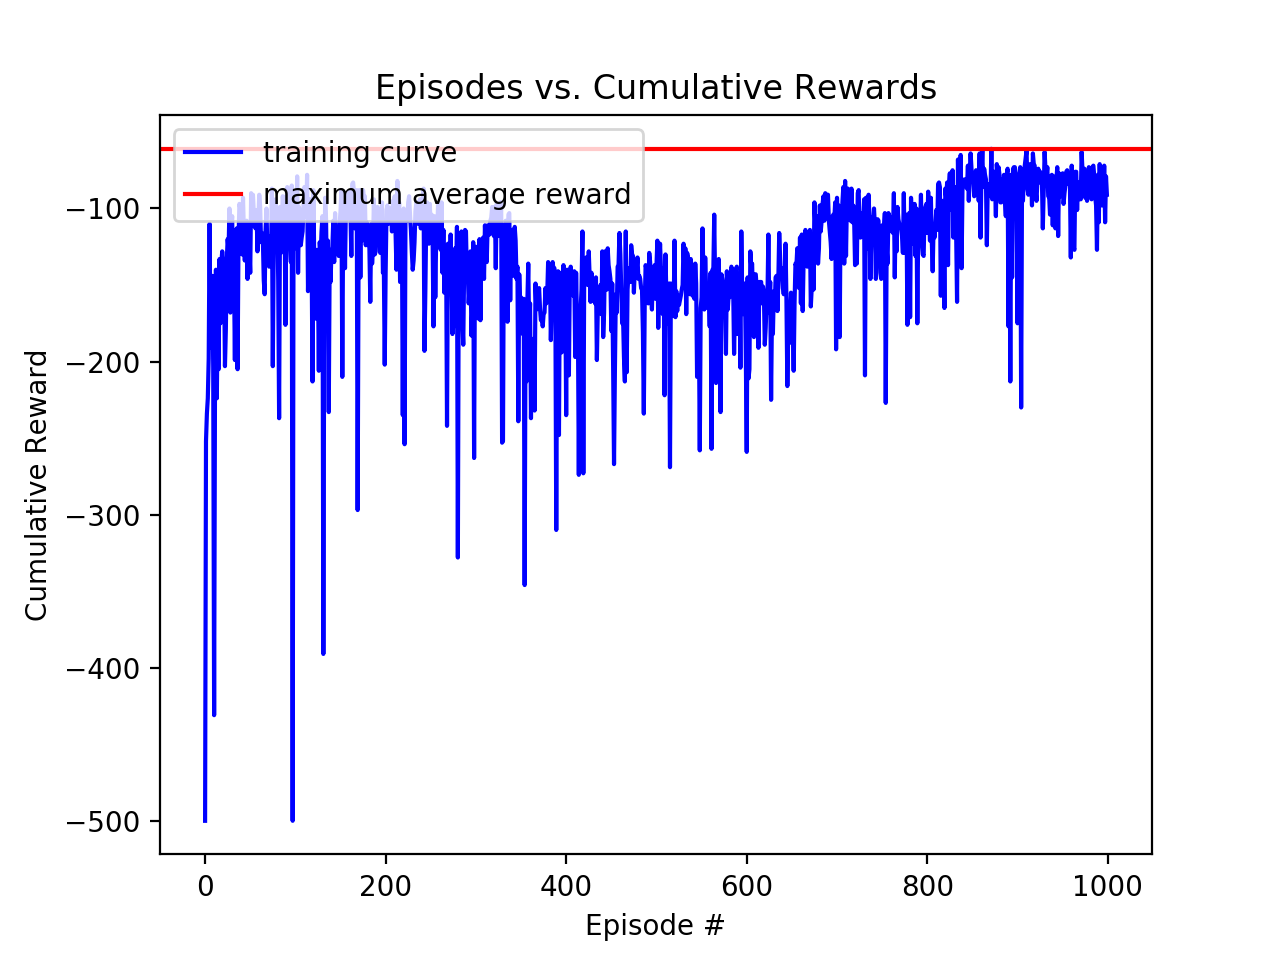 Episodes vs. Cumulative Rewards
training curve
maximum average reward
−100
−200
−300
−400
−500
Cumulative Reward
0 200 400 600 800 1000
Episode #